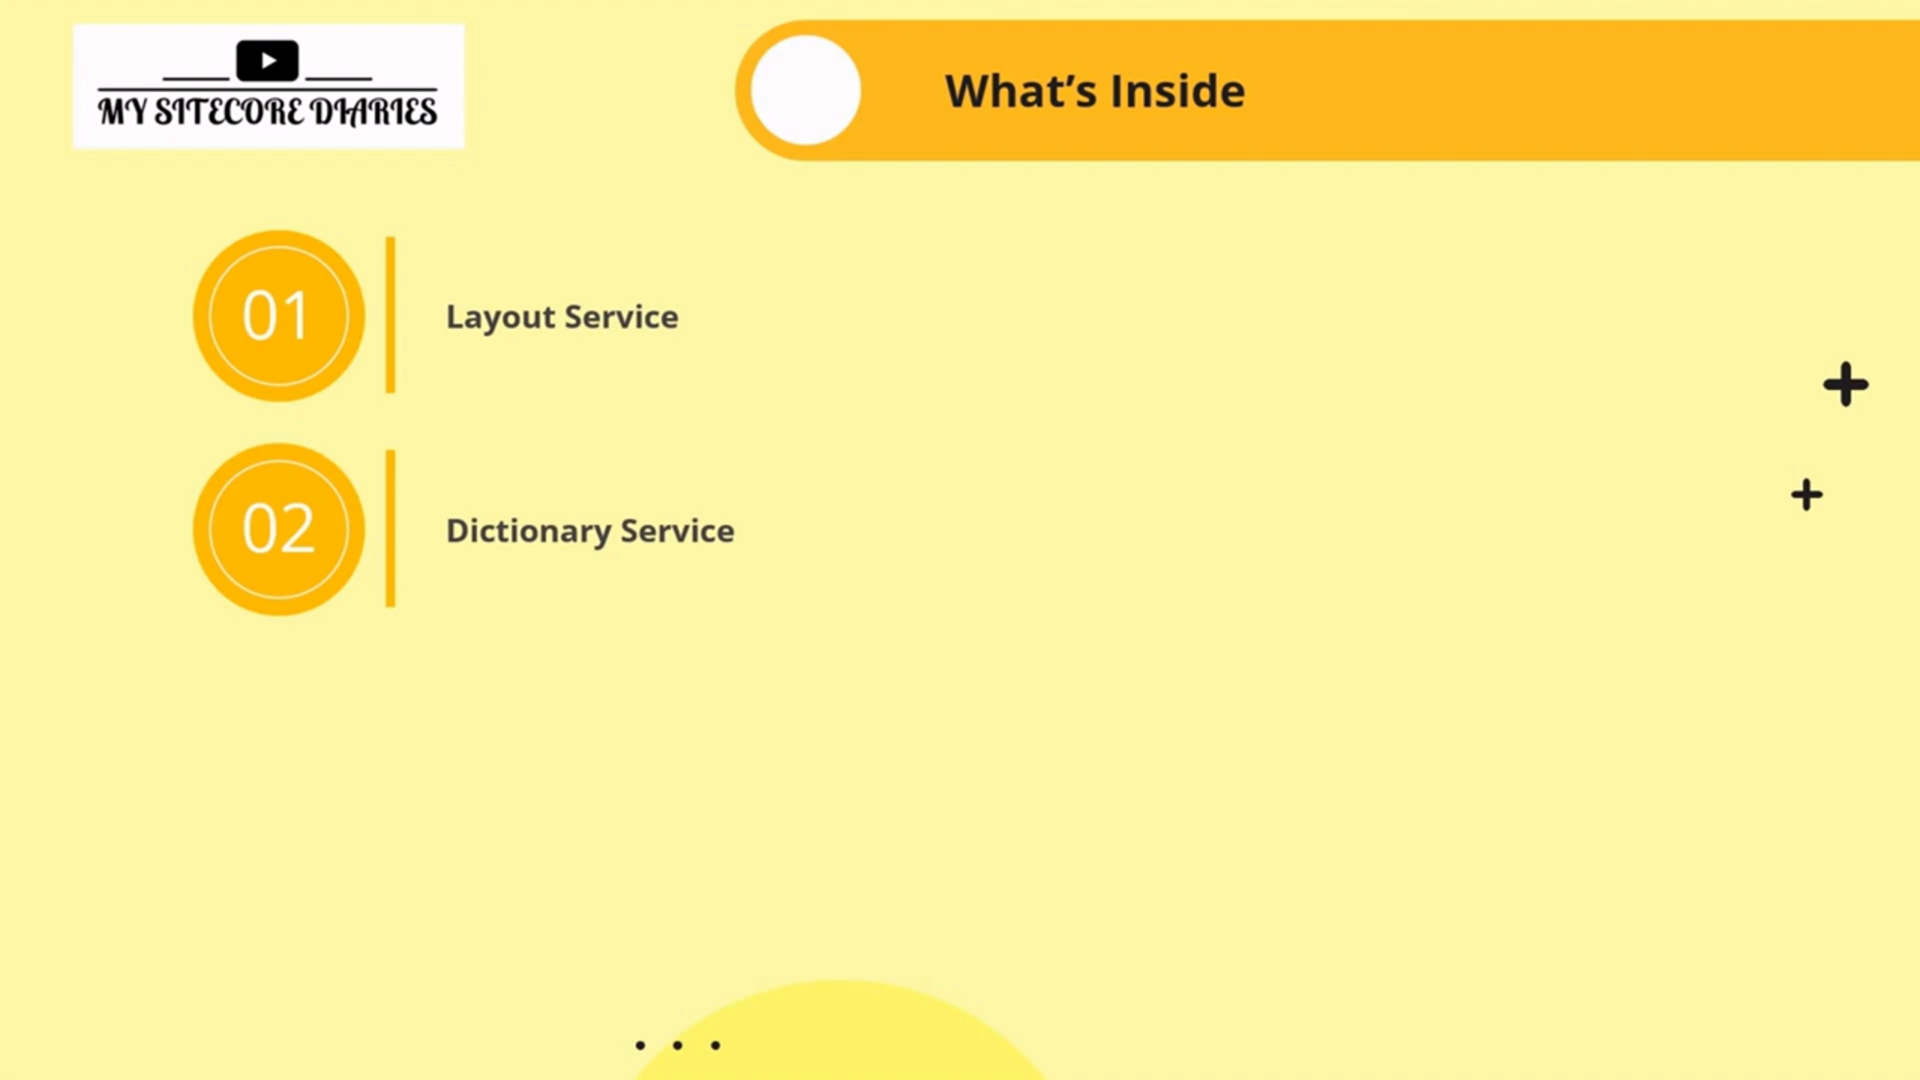 MY SITECORE DIARIES
What’s Inside
01
Layout Service
02
Dictionary Service